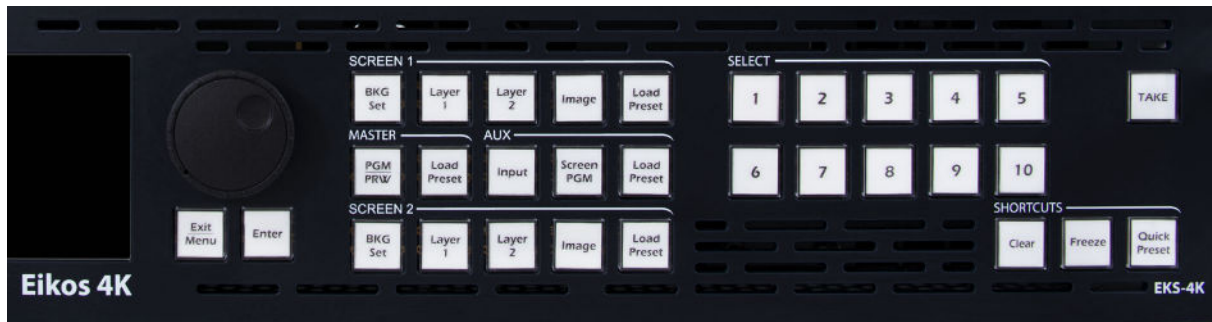 SCREEN 1
BKG
Set
Layer
1
Layer
2
Image
Load
Preset
MASTER
PGM
PRW
Load
Preset
AUX
Input
Screen
PGM
Load
Preset
SCREEN 2
BKG
Set
Layer
1
Layer
2
Image
Load
Preset
Exit
Menu
Enter
SELECT
1
2
3
4
5
6
7
8
9
10
TAKE
SHORTCUTS
Clear
Freeze
Quick
Preset
Eikos 4K
EKS-4K